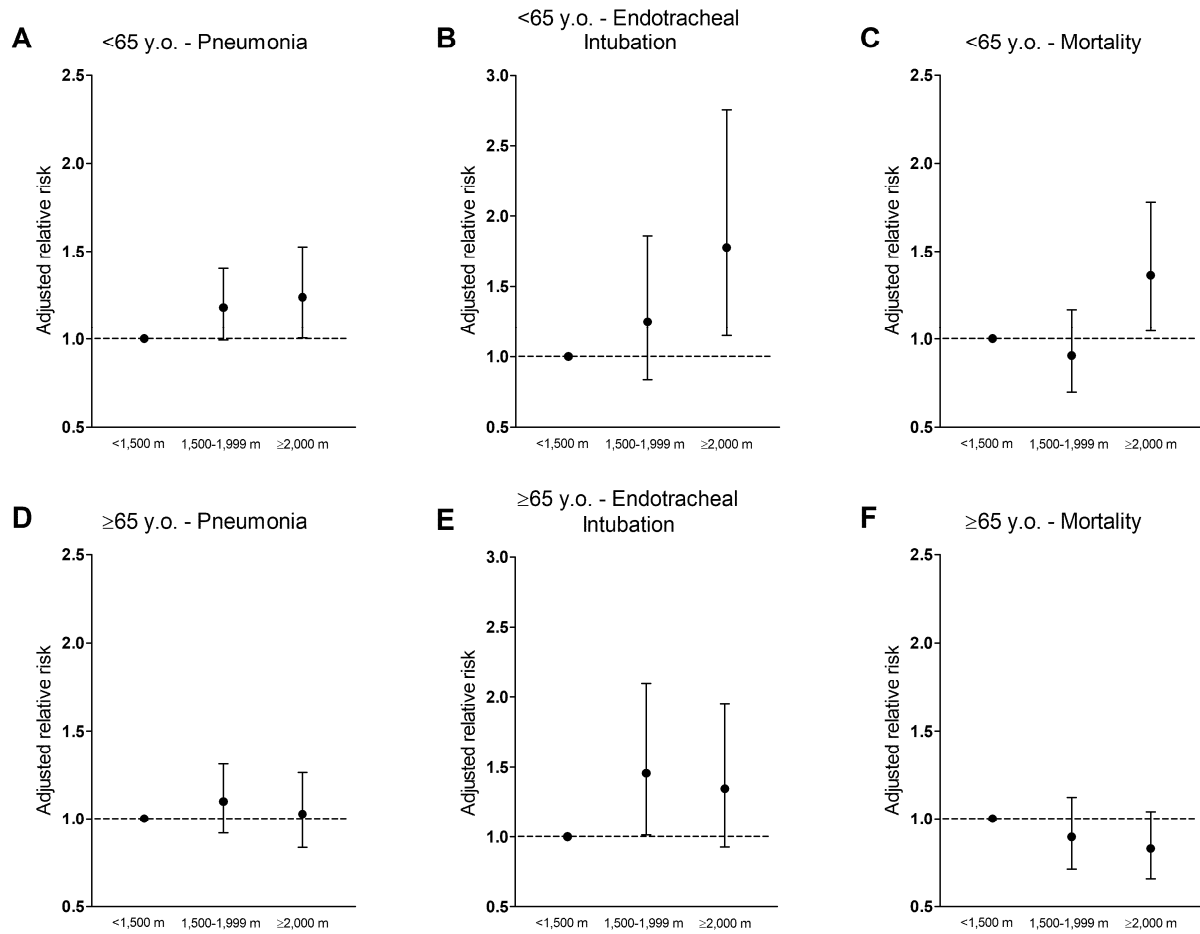 A
<65 y.o. - Pneumonia
Adjusted relative risk
2.5
2.0
1.5
1.0
0.5
<1,500 m 1,500-1,999 m ≥2,000 m
B
<65 y.o. - Endotracheal
Intubation
Adjusted relative risk
3.0
2.5
2.0
1.5
1.0
0.5
<1,500 m 1,500-1,999 m ≥2,000 m
C
<65 y.o. - Mortality
Adjusted relative risk
2.5
2.0
1.5
1.0
0.5
<1,500 m 1,500-1,999 m ≥2,000 m
D
≥65 y.o. - Pneumonia
Adjusted relative risk
2.5
2.0
1.5
1.0
0.5
<1,500 m 1,500-1,999 m ≥2,000 m
E
≥65 y.o. - Endotracheal
Intubation
Adjusted relative risk
3.0
2.5
2.0
1.5
1.0
0.5
<1,500 m 1,500-1,999 m ≥2,000 m
F
≥65 y.o. - Mortality
Adjusted relative risk
2.5
2.0
1.5
1.0
0.5
<1,500 m 1,500-1,999 m ≥2,000 m